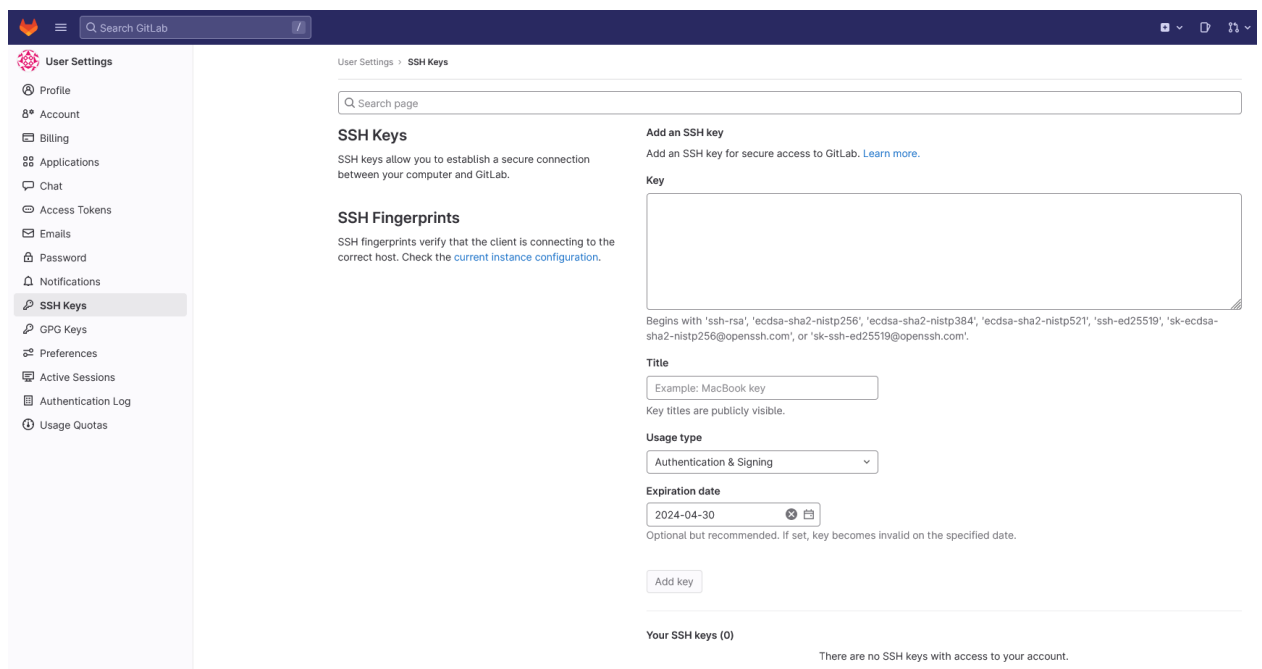 Search GitLab
/
User Settings
Profile
Account
Billing
Applications
Chat
Access Tokens
Emails
Password
Notifications
SSH Keys
GPG Keys
Preferences
Active Sessions
Authentication Log
Usage Quotas
User Settings › SSH Keys
Search page
SSH Keys
SSH keys allow you to establish a secure connection
between your computer and GitLab.
SSH Fingerprints
SSH fingerprints verify that the client is connecting to the
correct host. Check the current instance configuration.
Add an SSH key
Add an SSH key for secure access to GitLab. Learn more.
Key
Begins with 'ssh-rsa', 'ecdsa-sha2-nistp256', 'ecdsa-sha2-nistp384', 'ecdsa-sha2-nistp521', 'ssh-ed25519', 'sk-ecdsa-
sha2-nistp256@openssh.com', or 'sk-ssh-ed25519@openssh.com'.
Title
Example: MacBook key
Key titles are publicly visible.
Usage type
Authentication & Signing
Expiration date
2024-04-30
Optional but recommended. If set, key becomes invalid on the specified date.
Add key
Your SSH keys (0)
There are no SSH keys with access to your account.